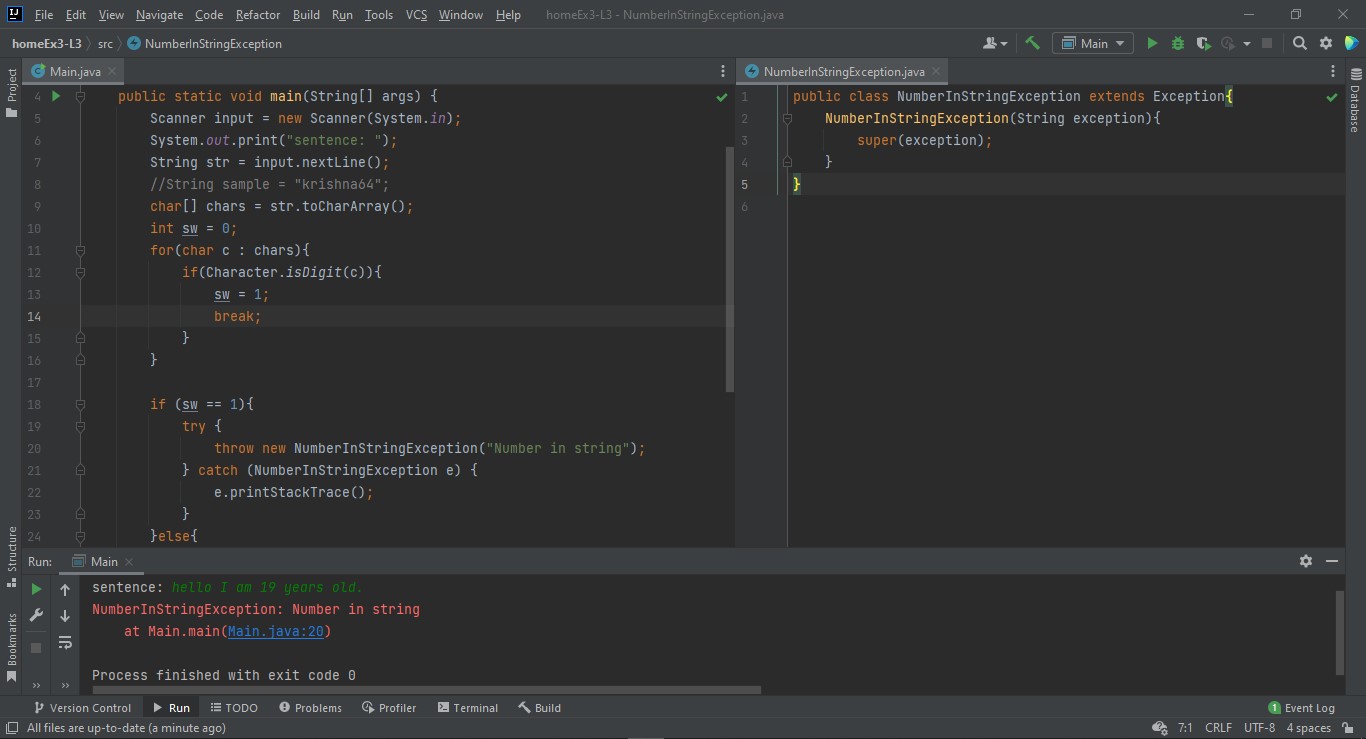 File Edit View Navigate Code Refactor Build Run Tools VCS Window Help homeEx3-L3 - NumberInStringException.java
homeEx3-L3 src NumberInStringException Main
Project
Main.java
4 public static void main(String[] args) {
5 Scanner input = new Scanner(System.in);
6 System.out.print("sentence: ");
7 String str = input.nextLine();
8 //String sample = "krishna64";
9 char[] chars = str.toCharArray();
10 int sw = 0;
11 for(char c : chars){
12 if(Character.isDigit(c)){
13 sw = 1;
14 break;
15 }
16 }
17
18 if (sw == 1){
19 try {
20 throw new NumberInStringException("Number in string");
21 } catch (NumberInStringException e) {
22 e.printStackTrace();
23 }
24 }else{
NumberInStringException.java
1 public class NumberInStringException extends Exception{
2 NumberInStringException(String exception){
3 super(exception);
4 }
5 }
6
Database
Structure
Bookmarks
Run: Main
sentence: hello I am 19 years old.
NumberInStringException: Number in string
at Main.main(Main.java:20)
Process finished with exit code 0
Version Control Run TODO Problems Profiler Terminal Build 1 Event Log
All files are up-to-date (a minute ago) 7:1 CRLF UTF-8 4 spaces